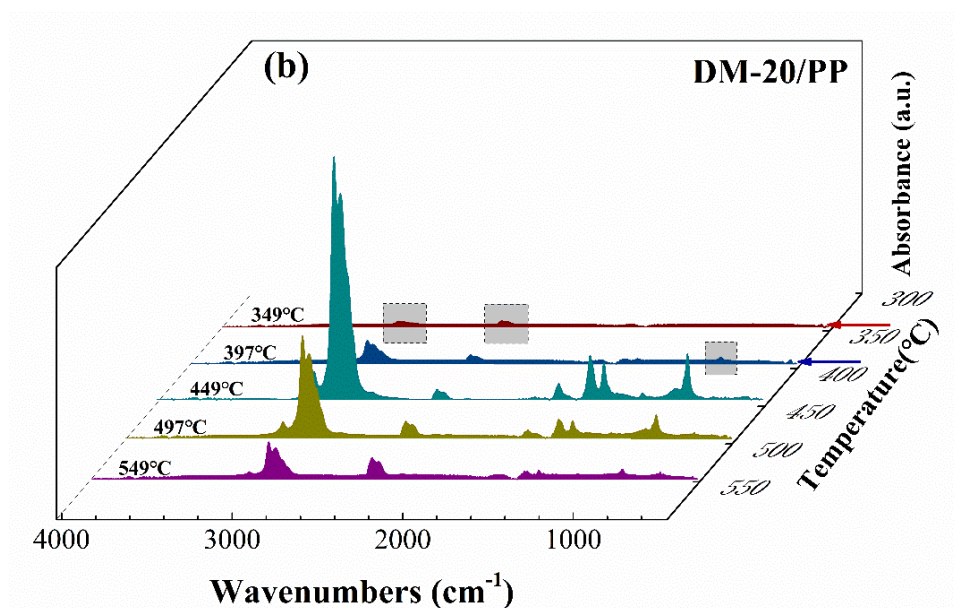 (b)
DM-20/PP
Absorbance (a.u.)
349°C
397°C
449°C
497°C
549°C
300
350
400
450
500
550
Temperature(°C)
4000
3000
2000
1000
Wavenumbers (cm⁻¹)